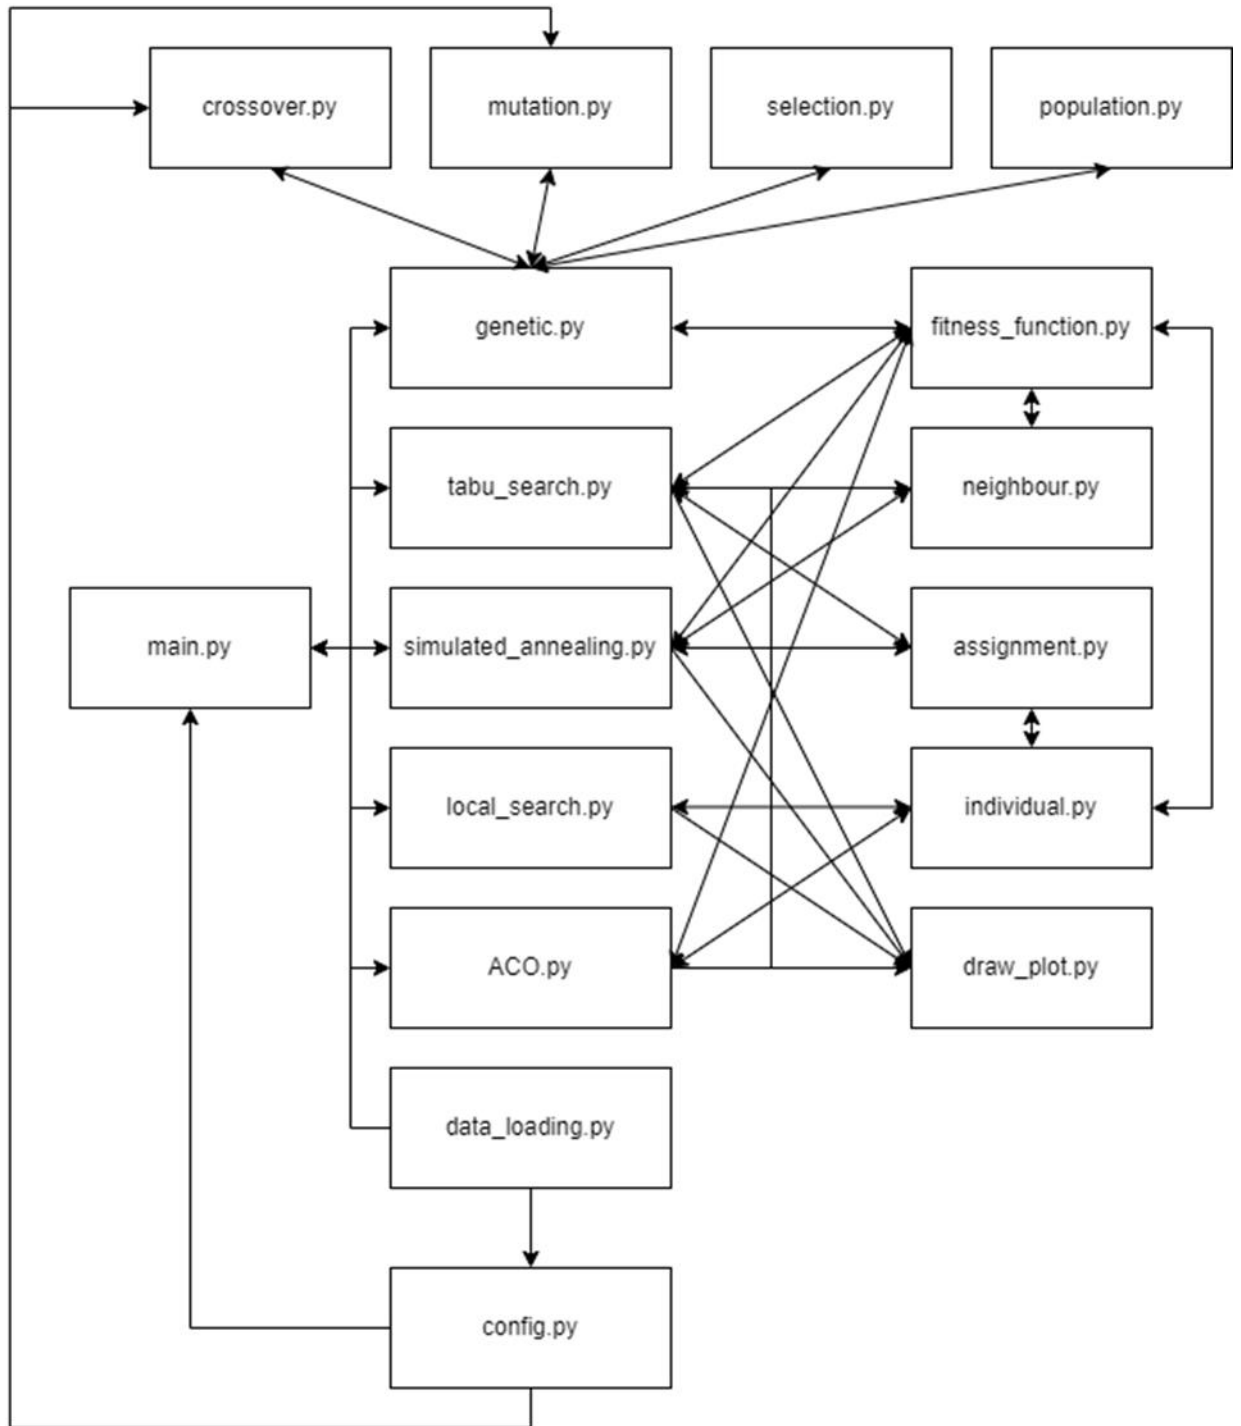 crossover.py
mutation.py
selection.py
population.py
genetic.py
fitness_function.py
tabu_search.py
neighbour.py
main.py
simulated_annealing.py
assignment.py
local_search.py
individual.py
ACO.py
draw_plot.py
data_loading.py
config.py